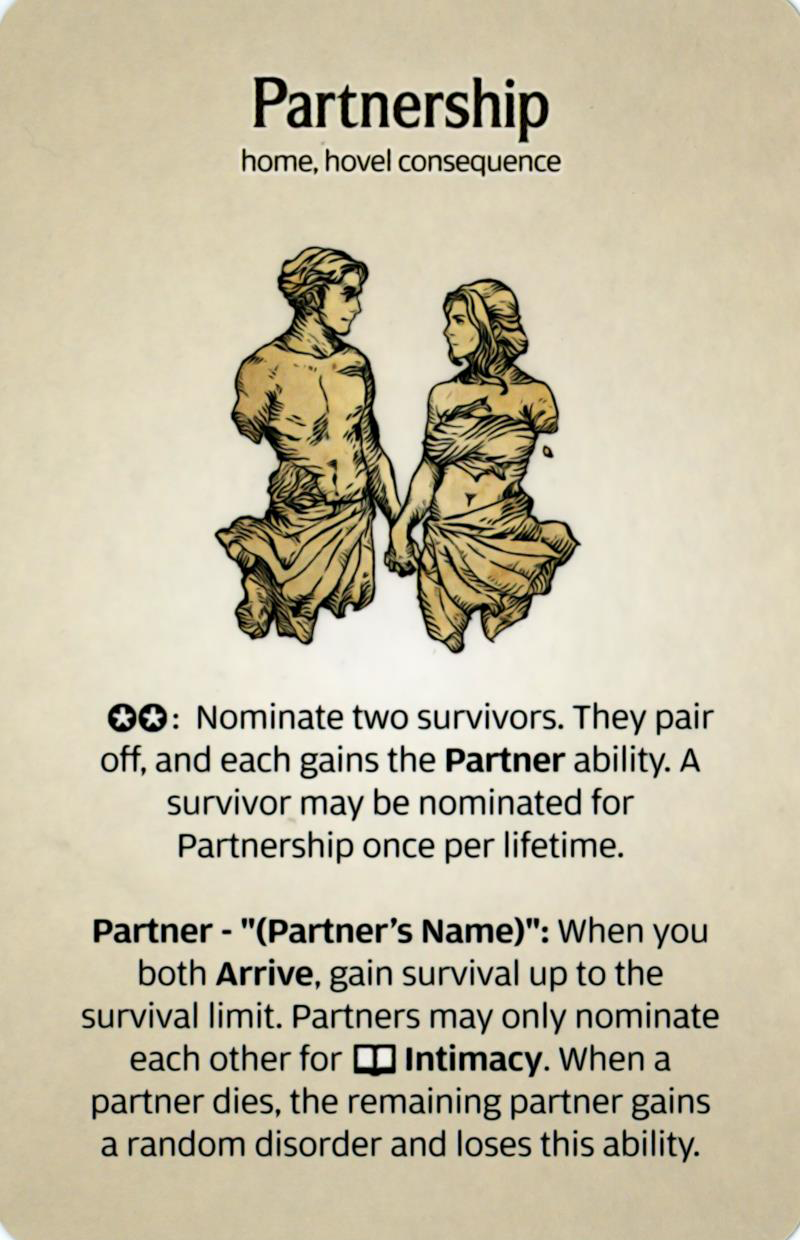 Partnership
home, hovel consequence
✪✪: Nominate two survivors. They pair
off, and each gains the Partner ability. A
survivor may be nominated for
Partnership once per lifetime.
Partner - "(Partner’s Name)": When you
both Arrive, gain survival up to the
survival limit. Partners may only nominate
each other for 📖 Intimacy. When a
partner dies, the remaining partner gains
a random disorder and loses this ability.